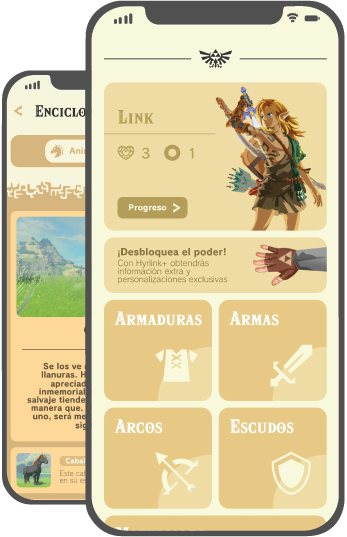 Link
3
1
Progreso
¡Desbloquea el poder!
Con Hyrlink+ obtendrás
información extra y
personalizaciones exclusivas
Armaduras
Armas
Arcos
Escudos
Enciclo
Ani
Se los ve
llanuras. H
apreciad
inmemorial
salvaje tiende
manera que,
uno, será me
sig
Cabal
Este cab
en su es